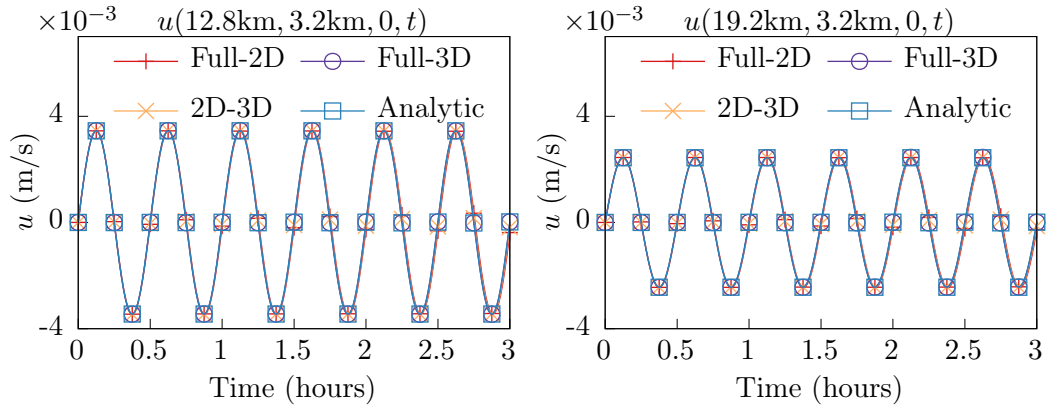 ×10⁻³ u(12.8km, 3.2km, 0, t)
Full-2D Full-3D
2D-3D Analytic
4
0
-4
u (m/s)
0 0.5 1 1.5 2 2.5 3
Time (hours)
×10⁻³ u(19.2km, 3.2km, 0, t)
Full-2D Full-3D
2D-3D Analytic
4
0
-4
u (m/s)
0 0.5 1 1.5 2 2.5 3
Time (hours)